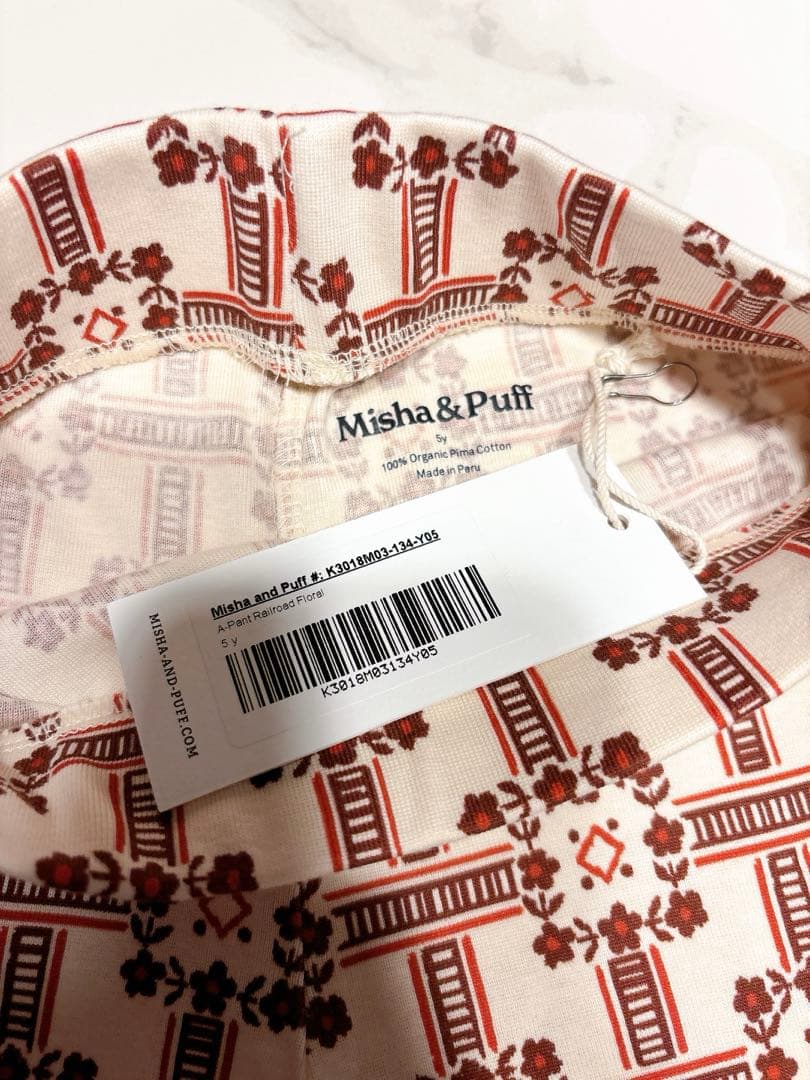 Misha & Puff
5y
100% Organic Pima Cotton
Made in Peru
Misha and Puff #: K3018M03-134-Y05
A-Pant Railroad Floral
5 y
K3018M03134Y05
MISHA-AND-PUFF.COM